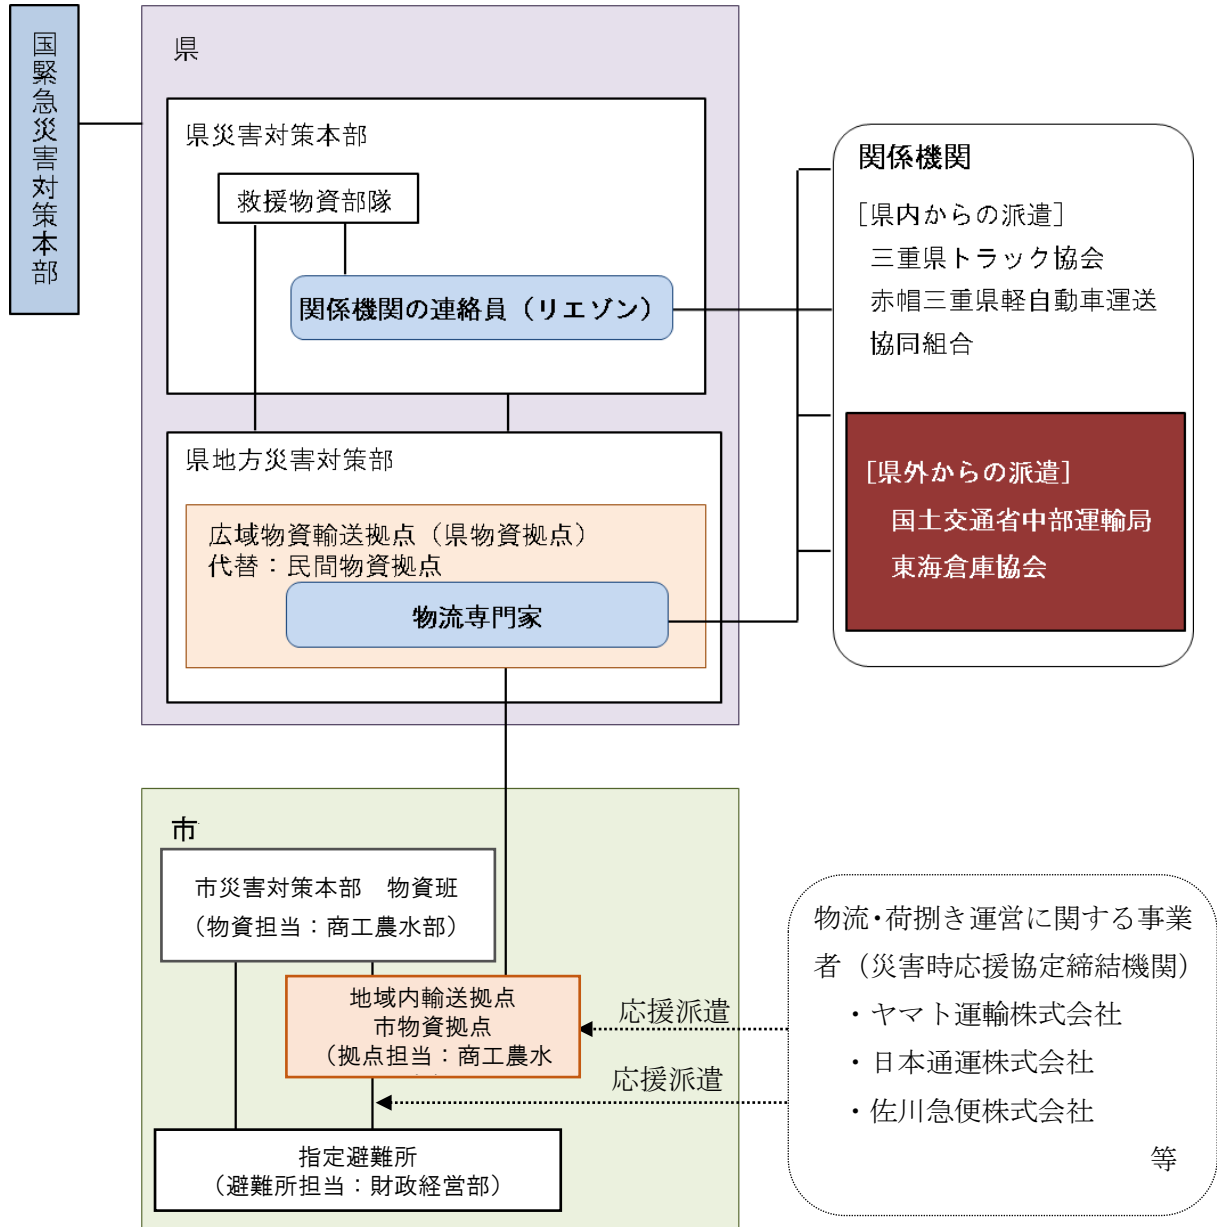 国緊急災害対策本部
県
県災害対策本部
救援物資部隊
関係機関の連絡員（リエゾン）
県地方災害対策部
広域物資輸送拠点（県物資拠点）
代替：民間物資拠点
物流専門家
関係機関
［県内からの派遣］
三重県トラック協会
赤帽三重県軽自動車運送
協同組合
［県外からの派遣］
国土交通省中部運輸局
東海倉庫協会
市
市災害対策本部　物資班
（物資担当：商工農水部）
地域内輸送拠点
市物資拠点
（拠点担当：商工農水
指定避難所
（避難所担当：財政経営部）
応援派遣
応援派遣
物流・荷捌き運営に関する事業
者（災害時応援協定締結機関）
・ヤマト運輸株式会社
・日本通運株式会社
・佐川急便株式会社
等